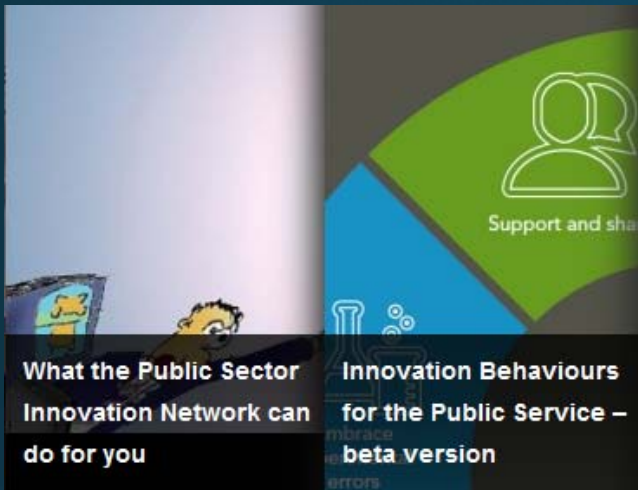 Support and sha
What the Public Sector
Innovation Network can
do for you
Innovation Behaviours
for the Public Service –
beta version
errors